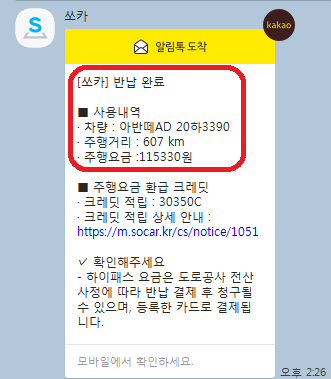 쏘카
kakao
알림톡 도착
[쏘카] 반납 완료
■ 사용내역
· 차량 : 아반떼AD 20하3390
· 주행거리 : 607 km
· 주행요금 :115330원
■ 주행요금 환급 크레딧
· 크레딧 적립 : 30350C
· 크레딧 적립 상세 안내 :
https://m.socar.kr/cs/notice/1051
✓ 확인해주세요
- 하이패스 요금은 도로공사 전산
사정에 따라 반납 결제 후 청구될
수 있으며, 등록한 카드로 결제됩
니다.
모바일에서 확인하세요.
오후 2:26